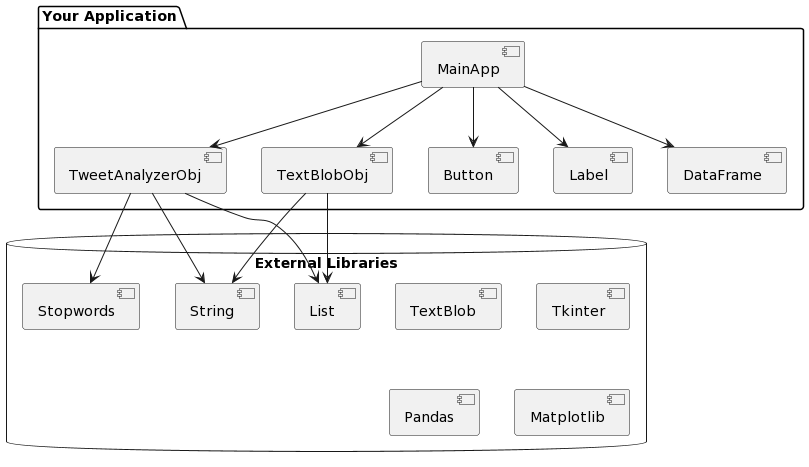 Your Application
MainApp
TweetAnalyzerObj
TextBlobObj
Button
Label
DataFrame
External Libraries
Stopwords
String
List
TextBlob
Tkinter
Pandas
Matplotlib